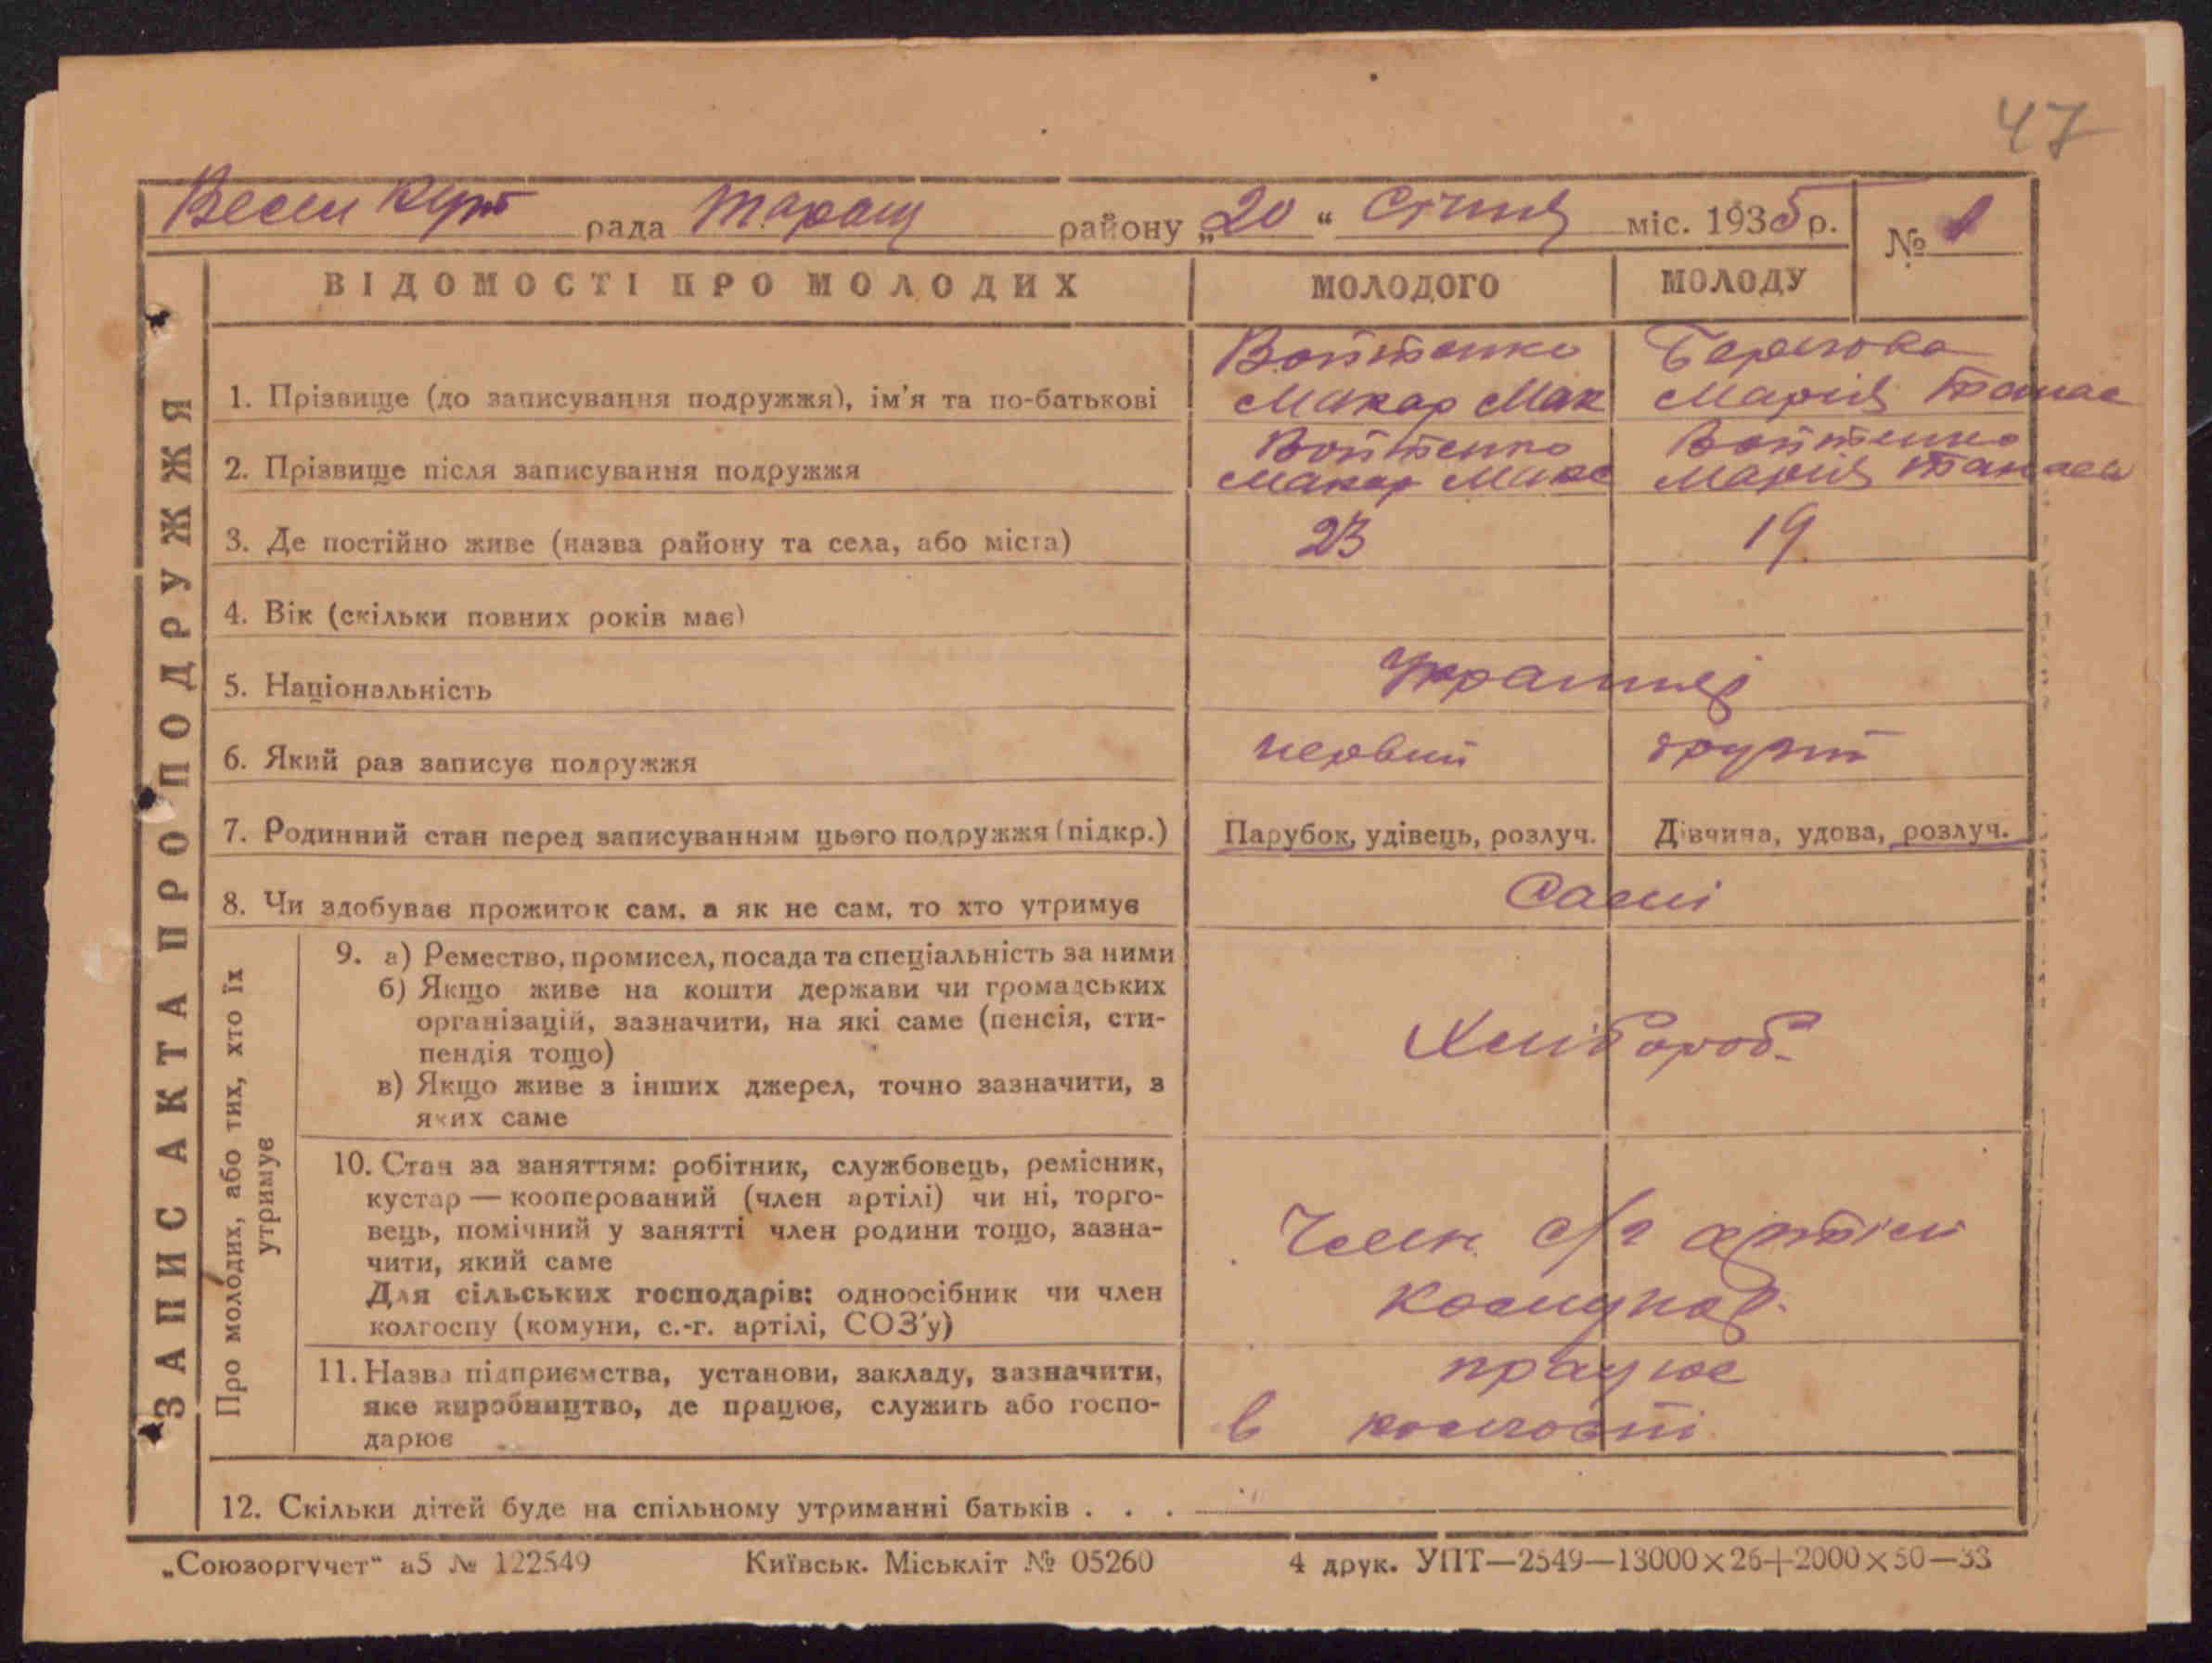 47
Весел Кут рада Таращ району „20“ Січня міс. 1935 р. № 1
ВІДОМОСТІ ПРО МОЛОДИХ МОЛОДОГО МОЛОДУ
ЗАПИС АКТА ПРО ПОДРУЖЖЯ
Войтенко Берегова
1. Прізвище (до записування подружжя), ім'я та по-батькові Макар Мак Марія
Войтенко Войтенко
2. Прізвище після записування подружжя Макар Марія
3. Де постійно живе (назва району та села, або міста) 23 19
4. Вік (скільки повних років має)
5. Національність
6. Який раз записує подружжя первий другий
7. Родинний стан перед записуванням цього подружжя (підкр.) Парубок, удівець, розлуч. Дівчина, удова, розлуч.
8. Чи здобуває прожиток сам, а як не сам, то хто утримує Самі
Про молодих, або тих, хто їх
утримує
9. а) Ремество, промисел, посада та спеціальність за ними
б) Якщо живе на кошти держави чи громадських
організацій, зазначити, на які саме (пенсія, сти-
пендія тощо)
в) Якщо живе з інших джерел, точно зазначити, з
яких саме
Хлібороб.
10. Стан за заняттям: робітник, службовець, ремісник,
кустар — кооперований (член артілі) чи ні, торго-
вець, помічний у занятті член родини тощо, зазна-
чити, який саме
Для сільських господарів: одноосібник чи член
колгоспу (комуни, с.-г. артілі, СОЗ'у)
Член с/г артіли
11. Назва підприємства, установи, закладу, зазначити,
яке виробництво, де працює, служить або госпо-
дарює
працює
в колгоспі
12. Скільки дітей буде на спільному утриманні батьків . . .
„Союзоргучет“ а5 № 122549 Київськ. Міськліт № 05260 4 друк. УПТ—2549—13000×26+2000×50—33